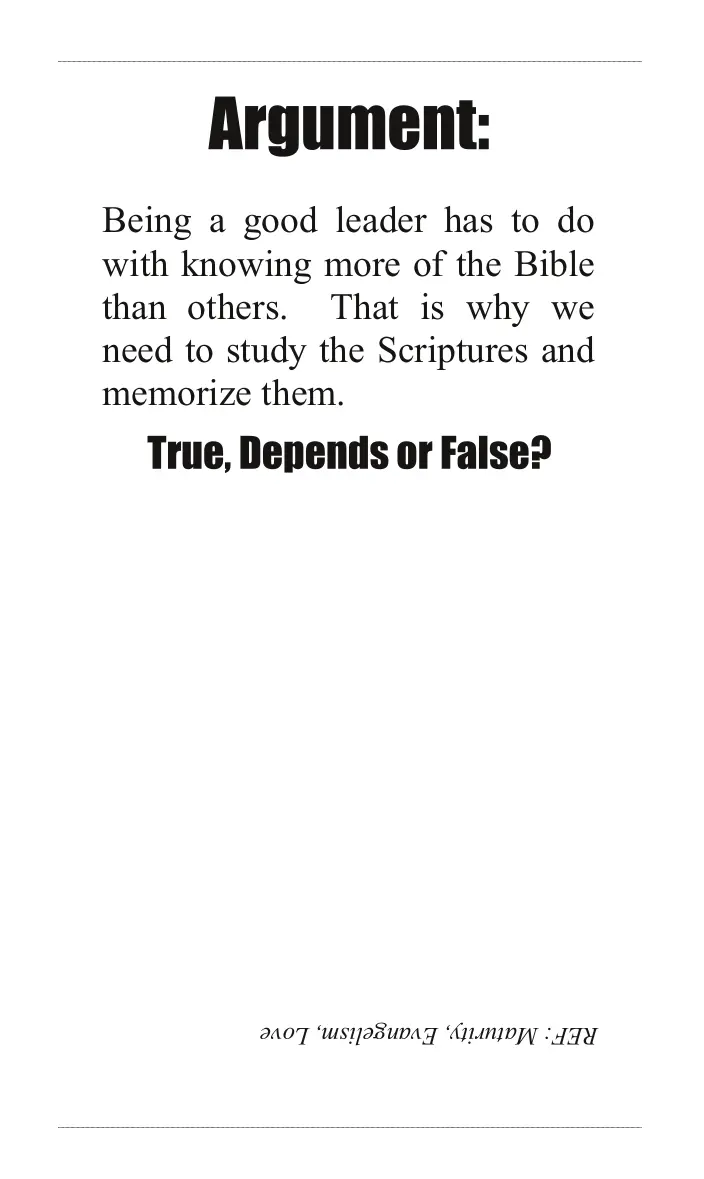 Argument:
Being a good leader has to do
with knowing more of the Bible
than others. That is why we
need to study the Scriptures and
memorize them.
True, Depends or False?
REF: Maturity, Evangelism, Love